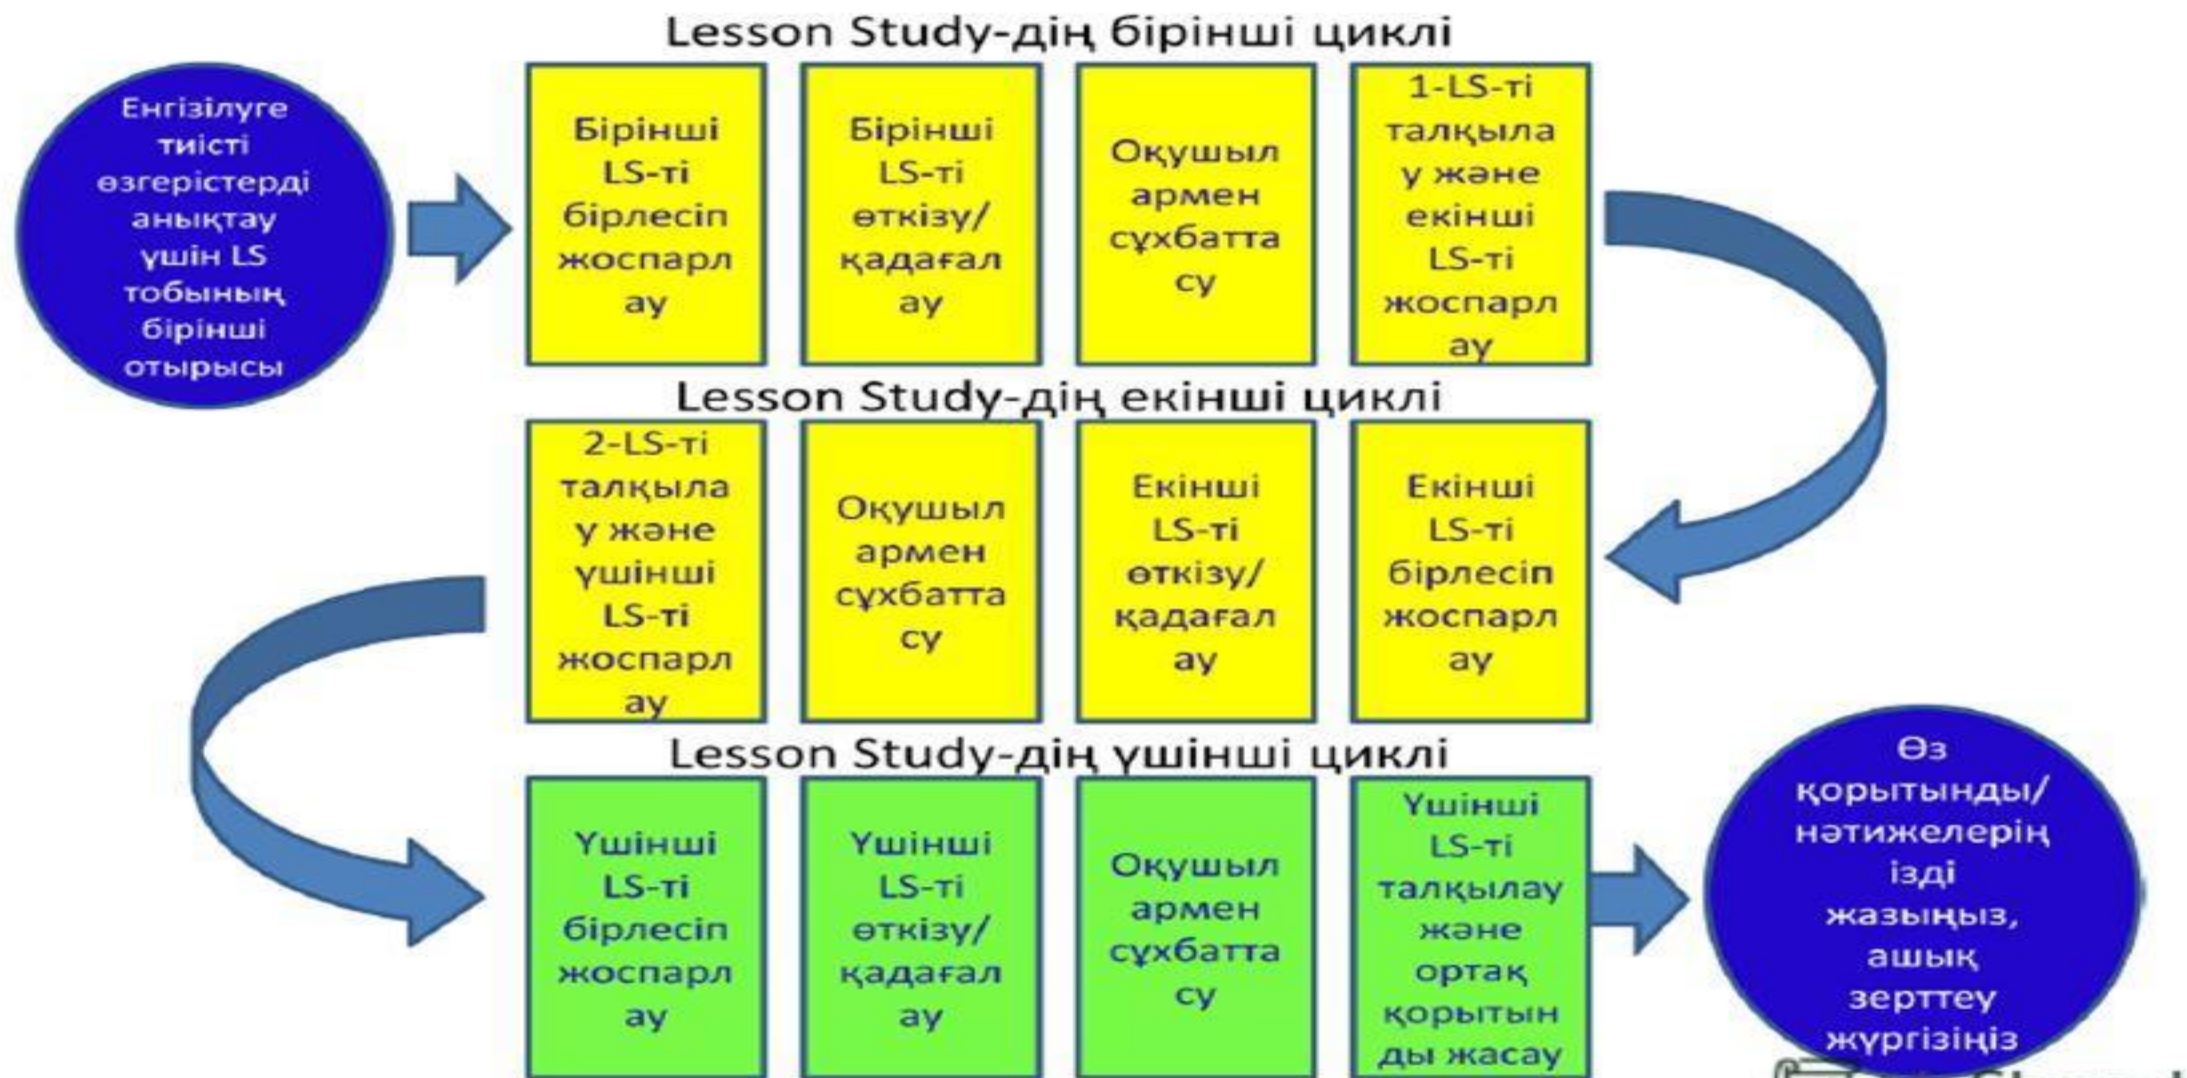 Lesson Study-дің бірінші циклі
Енгізілуге
тиісті
өзгерістерді
анықтау
үшін LS
тобының
бірінші
отырысы
Бірінші
LS-ті
бірлесіп
жоспарл
ау
Бірінші
LS-ті
өткізу/
қадағал
ау
Оқушыл
армен
сұхбатта
су
1-LS-ті
талқыла
у және
екінші
LS-ті
жоспарл
ау
Lesson Study-дің екінші циклі
2-LS-ті
талқыла
у және
үшінші
LS-ті
жоспарл
ау
Оқушыл
армен
сұхбатта
су
Екінші
LS-ті
өткізу/
қадағал
ау
Екінші
LS-ті
бірлесіп
жоспарл
ау
Lesson Study-дің үшінші циклі
Үшінші
LS-ті
бірлесіп
жоспарл
ау
Үшінші
LS-ті
өткізу/
қадағал
ау
Оқушыл
армен
сұхбатта
су
Үшінші
LS-ті
талқылау
және
ортақ
қорытын
ды жасау
Өз
қорытынды/
нәтижелерің
ізді
жазыңыз,
ашық
зерттеу
жүргізіңіз